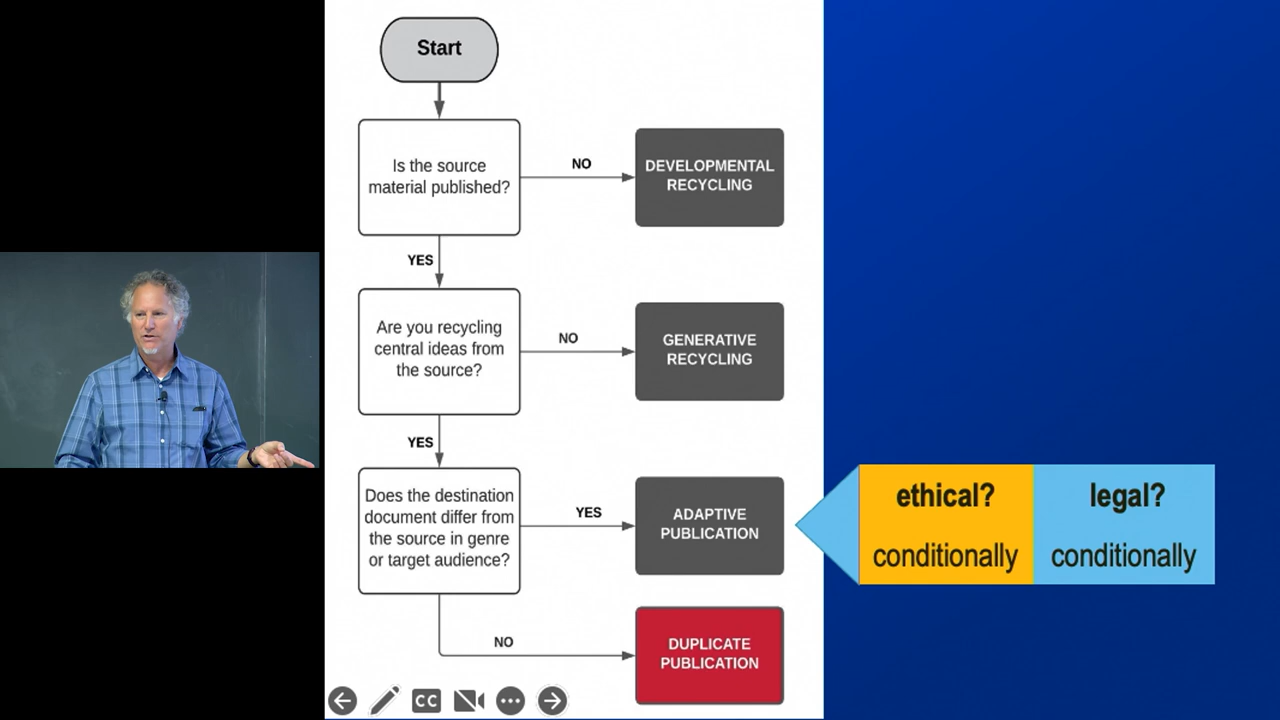 Start
Is the source
material published?
NO
DEVELOPMENTAL
RECYCLING
YES
Are you recycling
central ideas from
the source?
NO
GENERATIVE
RECYCLING
YES
Does the destination
document differ from
the source in genre
or target audience?
YES
ADAPTIVE
PUBLICATION
ethical?
conditionally
legal?
conditionally
NO
DUPLICATE
PUBLICATION
CC